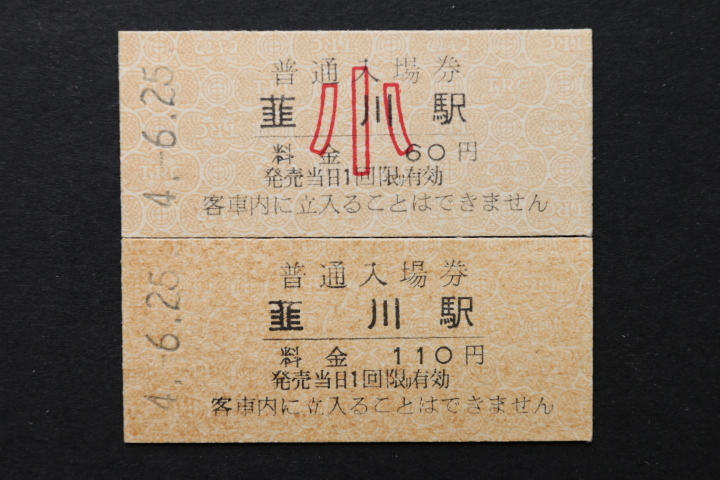 4.-6.25
普通入場券
小
韮川駅
料金 60円
発売当日1回限り有効
客車内に立入ることはできません
4.-6.25
普通入場券
韮川駅
料金 110円
発売当日1回限り有効
客車内に立入ることはできません